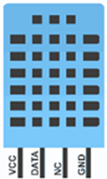 VCC DATA NC GND